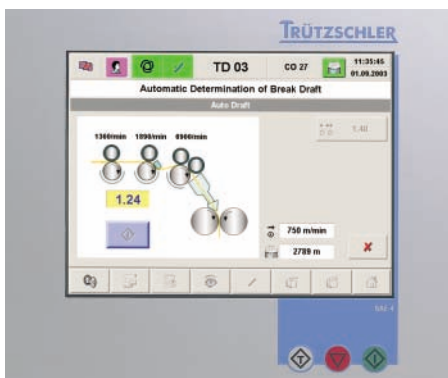 TRÜTZSCHLER
TD 03
CO 27
11:35:45
01.09.2003
Automatic Determination of Break Draft
Auto Draft
1360/min 1890/min 6900/min
1.40
1.24
750 m/min
2789 m